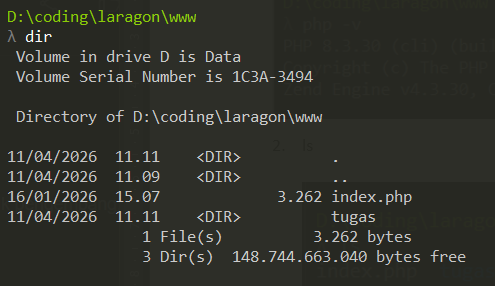 D:\coding\laragon\www
λ dir
 Volume in drive D is Data
 Volume Serial Number is 1C3A-3494

 Directory of D:\coding\laragon\www

11/04/2026  11.11    <DIR>          .
11/04/2026  11.09    <DIR>          ..
16/01/2026  15.07             3.262 index.php
11/04/2026  11.11    <DIR>          tugas
               1 File(s)          3.262 bytes
               3 Dir(s)  148.744.663.040 bytes free